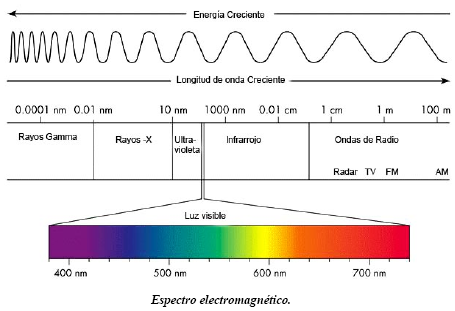 Energía Creciente
Longitud de onda Creciente
0.0001 nm 0.01 nm 10 nm 1000 nm 0.01 cm 1 cm 1 m 100 m
Rayos Gamma Rayos -X Ultra- Infrarrojo Ondas de Radio
violeta
Radar TV FM AM
Luz visible
400 nm 500 nm 600 nm 700 nm
Espectro electromagnético.